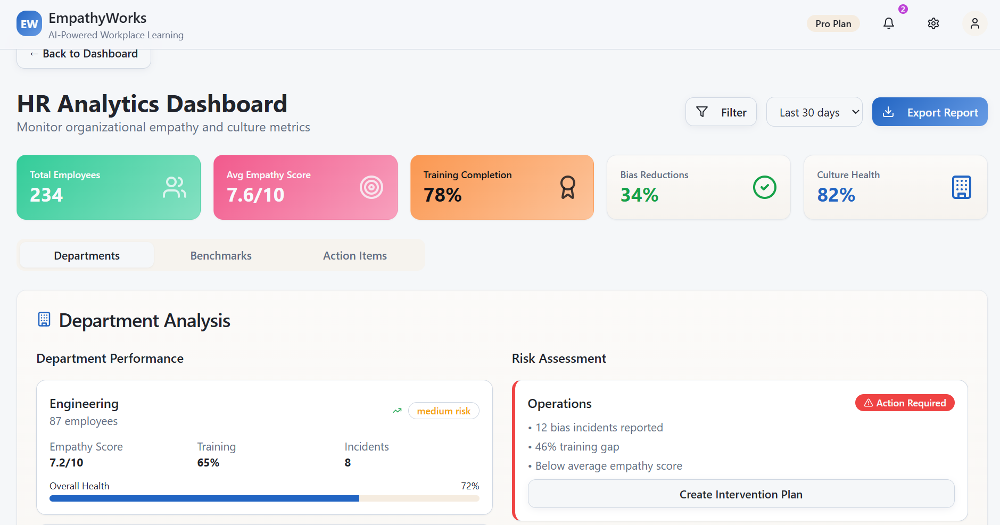 EW
EmpathyWorks
AI-Powered Workplace Learning
Pro Plan
2
← Back to Dashboard
HR Analytics Dashboard
Monitor organizational empathy and culture metrics
Filter
Last 30 days
Export Report
Total Employees
234
Avg Empathy Score
7.6/10
Training Completion
78%
Bias Reductions
34%
Culture Health
82%
Departments
Benchmarks
Action Items
Department Analysis
Department Performance
Engineering
87 employees
medium risk
Empathy Score
7.2/10
Training
65%
Incidents
8
Overall Health
72%
Risk Assessment
Operations
Action Required
• 12 bias incidents reported
• 46% training gap
• Below average empathy score
Create Intervention Plan